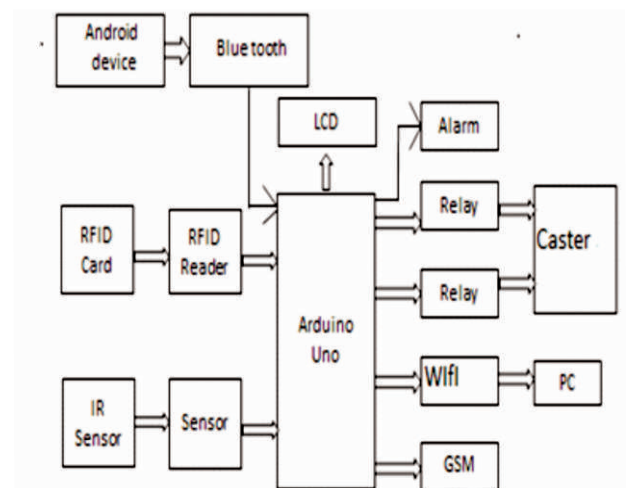 Android
device
Blue tooth
LCD
Alarm
RFID
Card
RFID
Reader
Relay
Caster
Relay
Arduino
Uno
WIfI
PC
IR
Sensor
Sensor
GSM